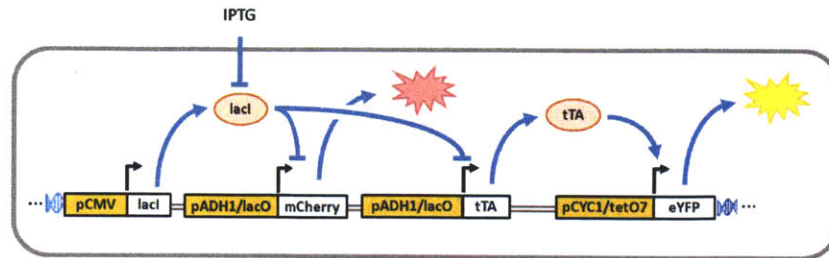 IPTG
lacI
tTA
pCMV lacI pADH1/lacO mCherry pADH1/lacO tTA pCYC1/tetO7 eYFP